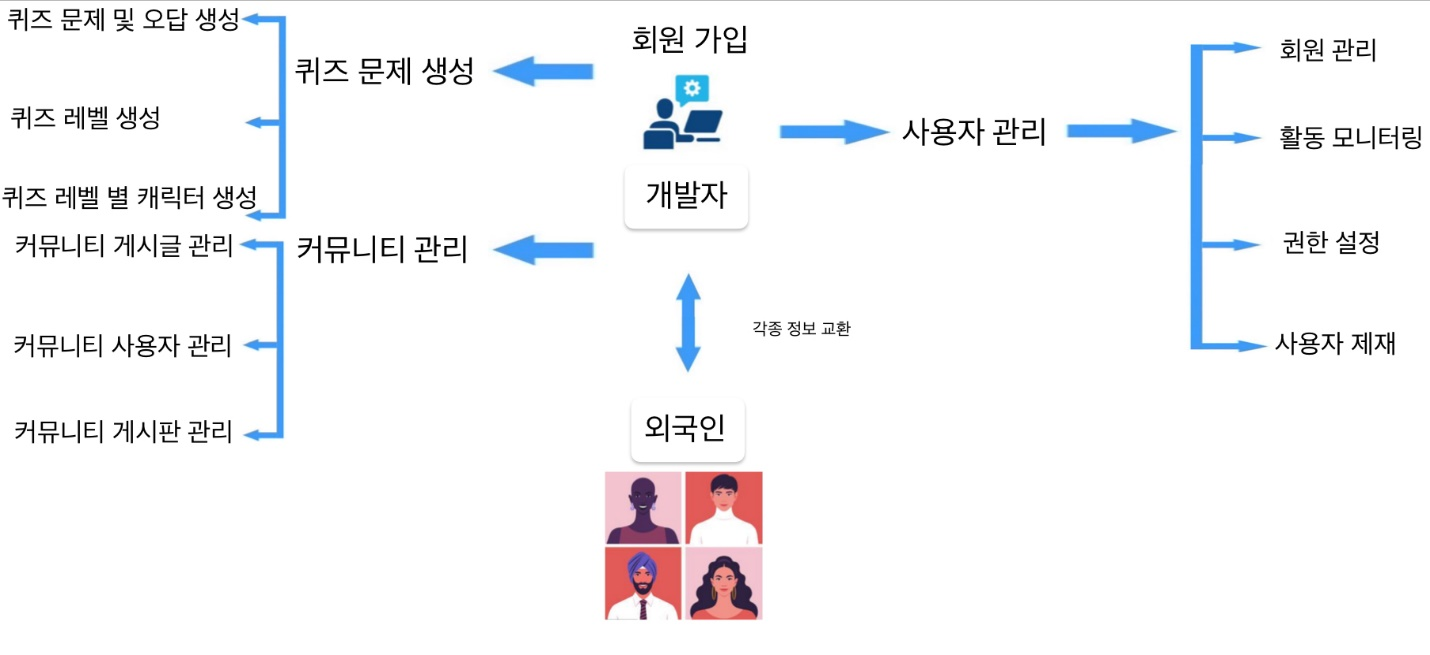 퀴즈 문제 및 오답 생성
퀴즈 레벨 생성
퀴즈 레벨 별 캐릭터 생성
퀴즈 문제 생성
커뮤니티 게시글 관리
커뮤니티 사용자 관리
커뮤니티 게시판 관리
커뮤니티 관리
회원 가입
개발자
각종 정보 교환
외국인
사용자 관리
회원 관리
활동 모니터링
권한 설정
사용자 제재